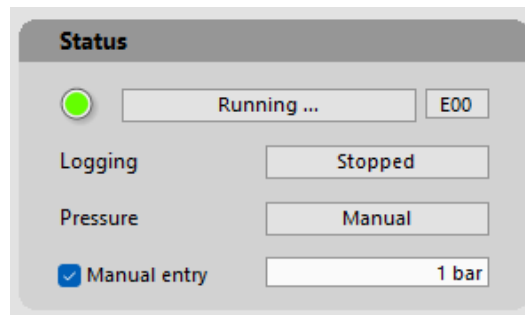 Status
Running ... E00
Logging Stopped
Pressure Manual
Manual entry 1 bar